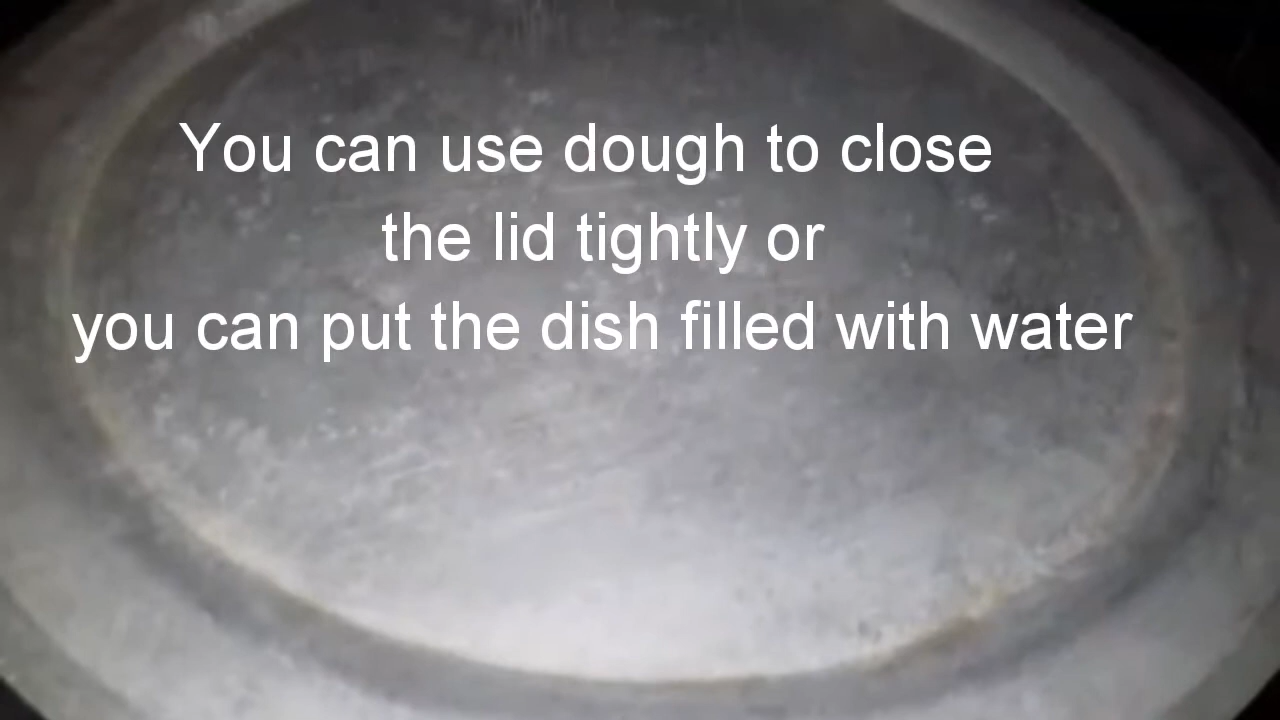 You can use dough to close
the lid tightly or
you can put the dish filled with water